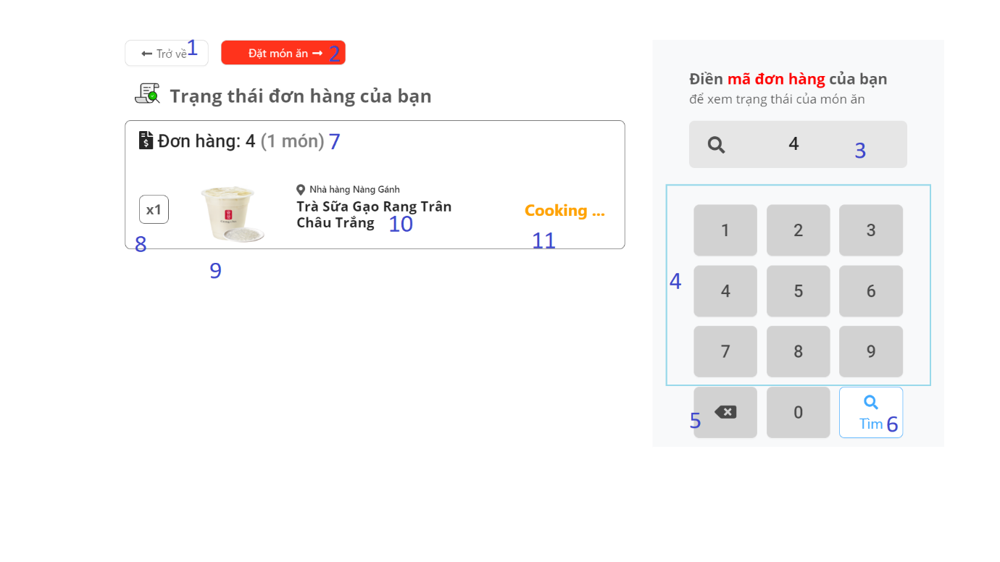 ← Trở về 1
Đặt món ăn → 2
Trạng thái đơn hàng của bạn
Đơn hàng: 4 (1 món) 7
x1
8
9
Nhà hàng Nàng Gánh
Trà Sữa Gạo Rang Trân
Châu Trắng 10
Cooking ...
11
Điền mã đơn hàng của bạn
để xem trạng thái của món ăn
4 3
1 2 3
4
4 5 6
7 8 9
5 0
Tìm 6